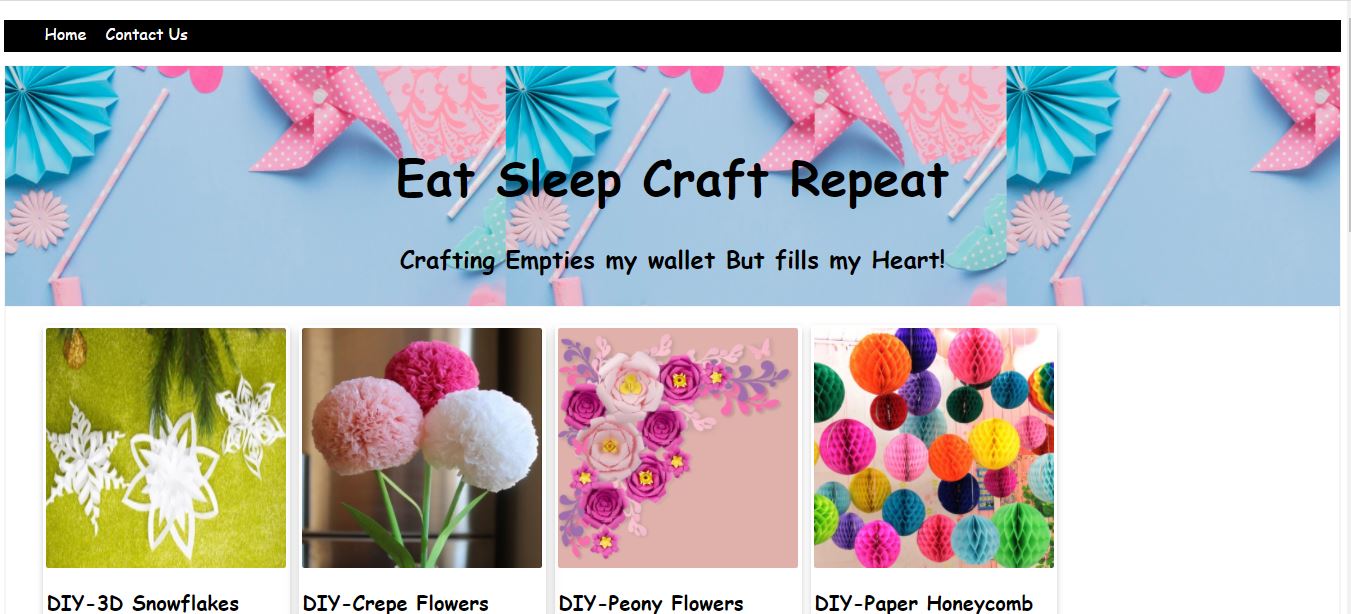 Home Contact Us
Eat Sleep Craft Repeat
Crafting Empties my wallet But fills my Heart!
DIY-3D Snowflakes DIY-Crepe Flowers DIY-Peony Flowers DIY-Paper Honeycomb